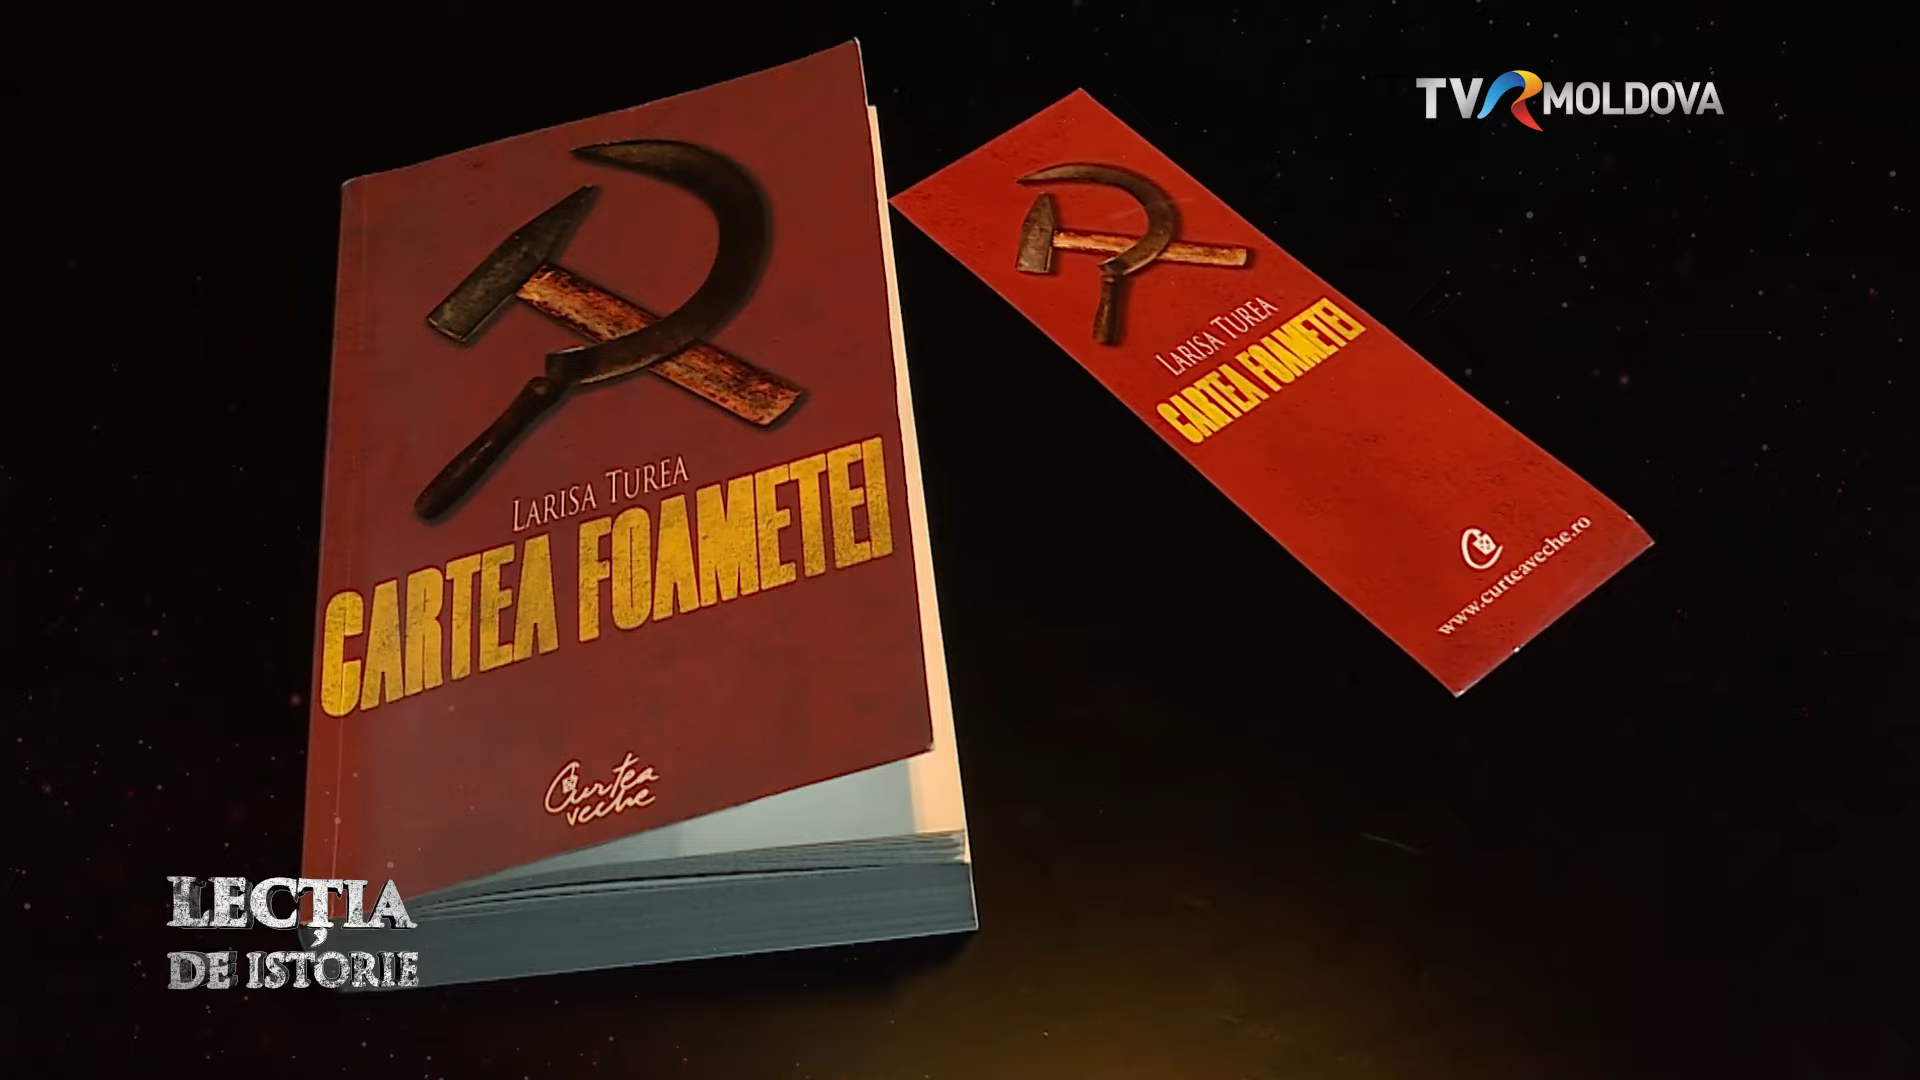 TVR MOLDOVA
LARISA TUREA
CARTEA FOAMETEI
Curtea
veche
LARISA TUREA
CARTEA FOAMETEI
www.curteaveche.ro
LECȚIA
DE ISTORIE